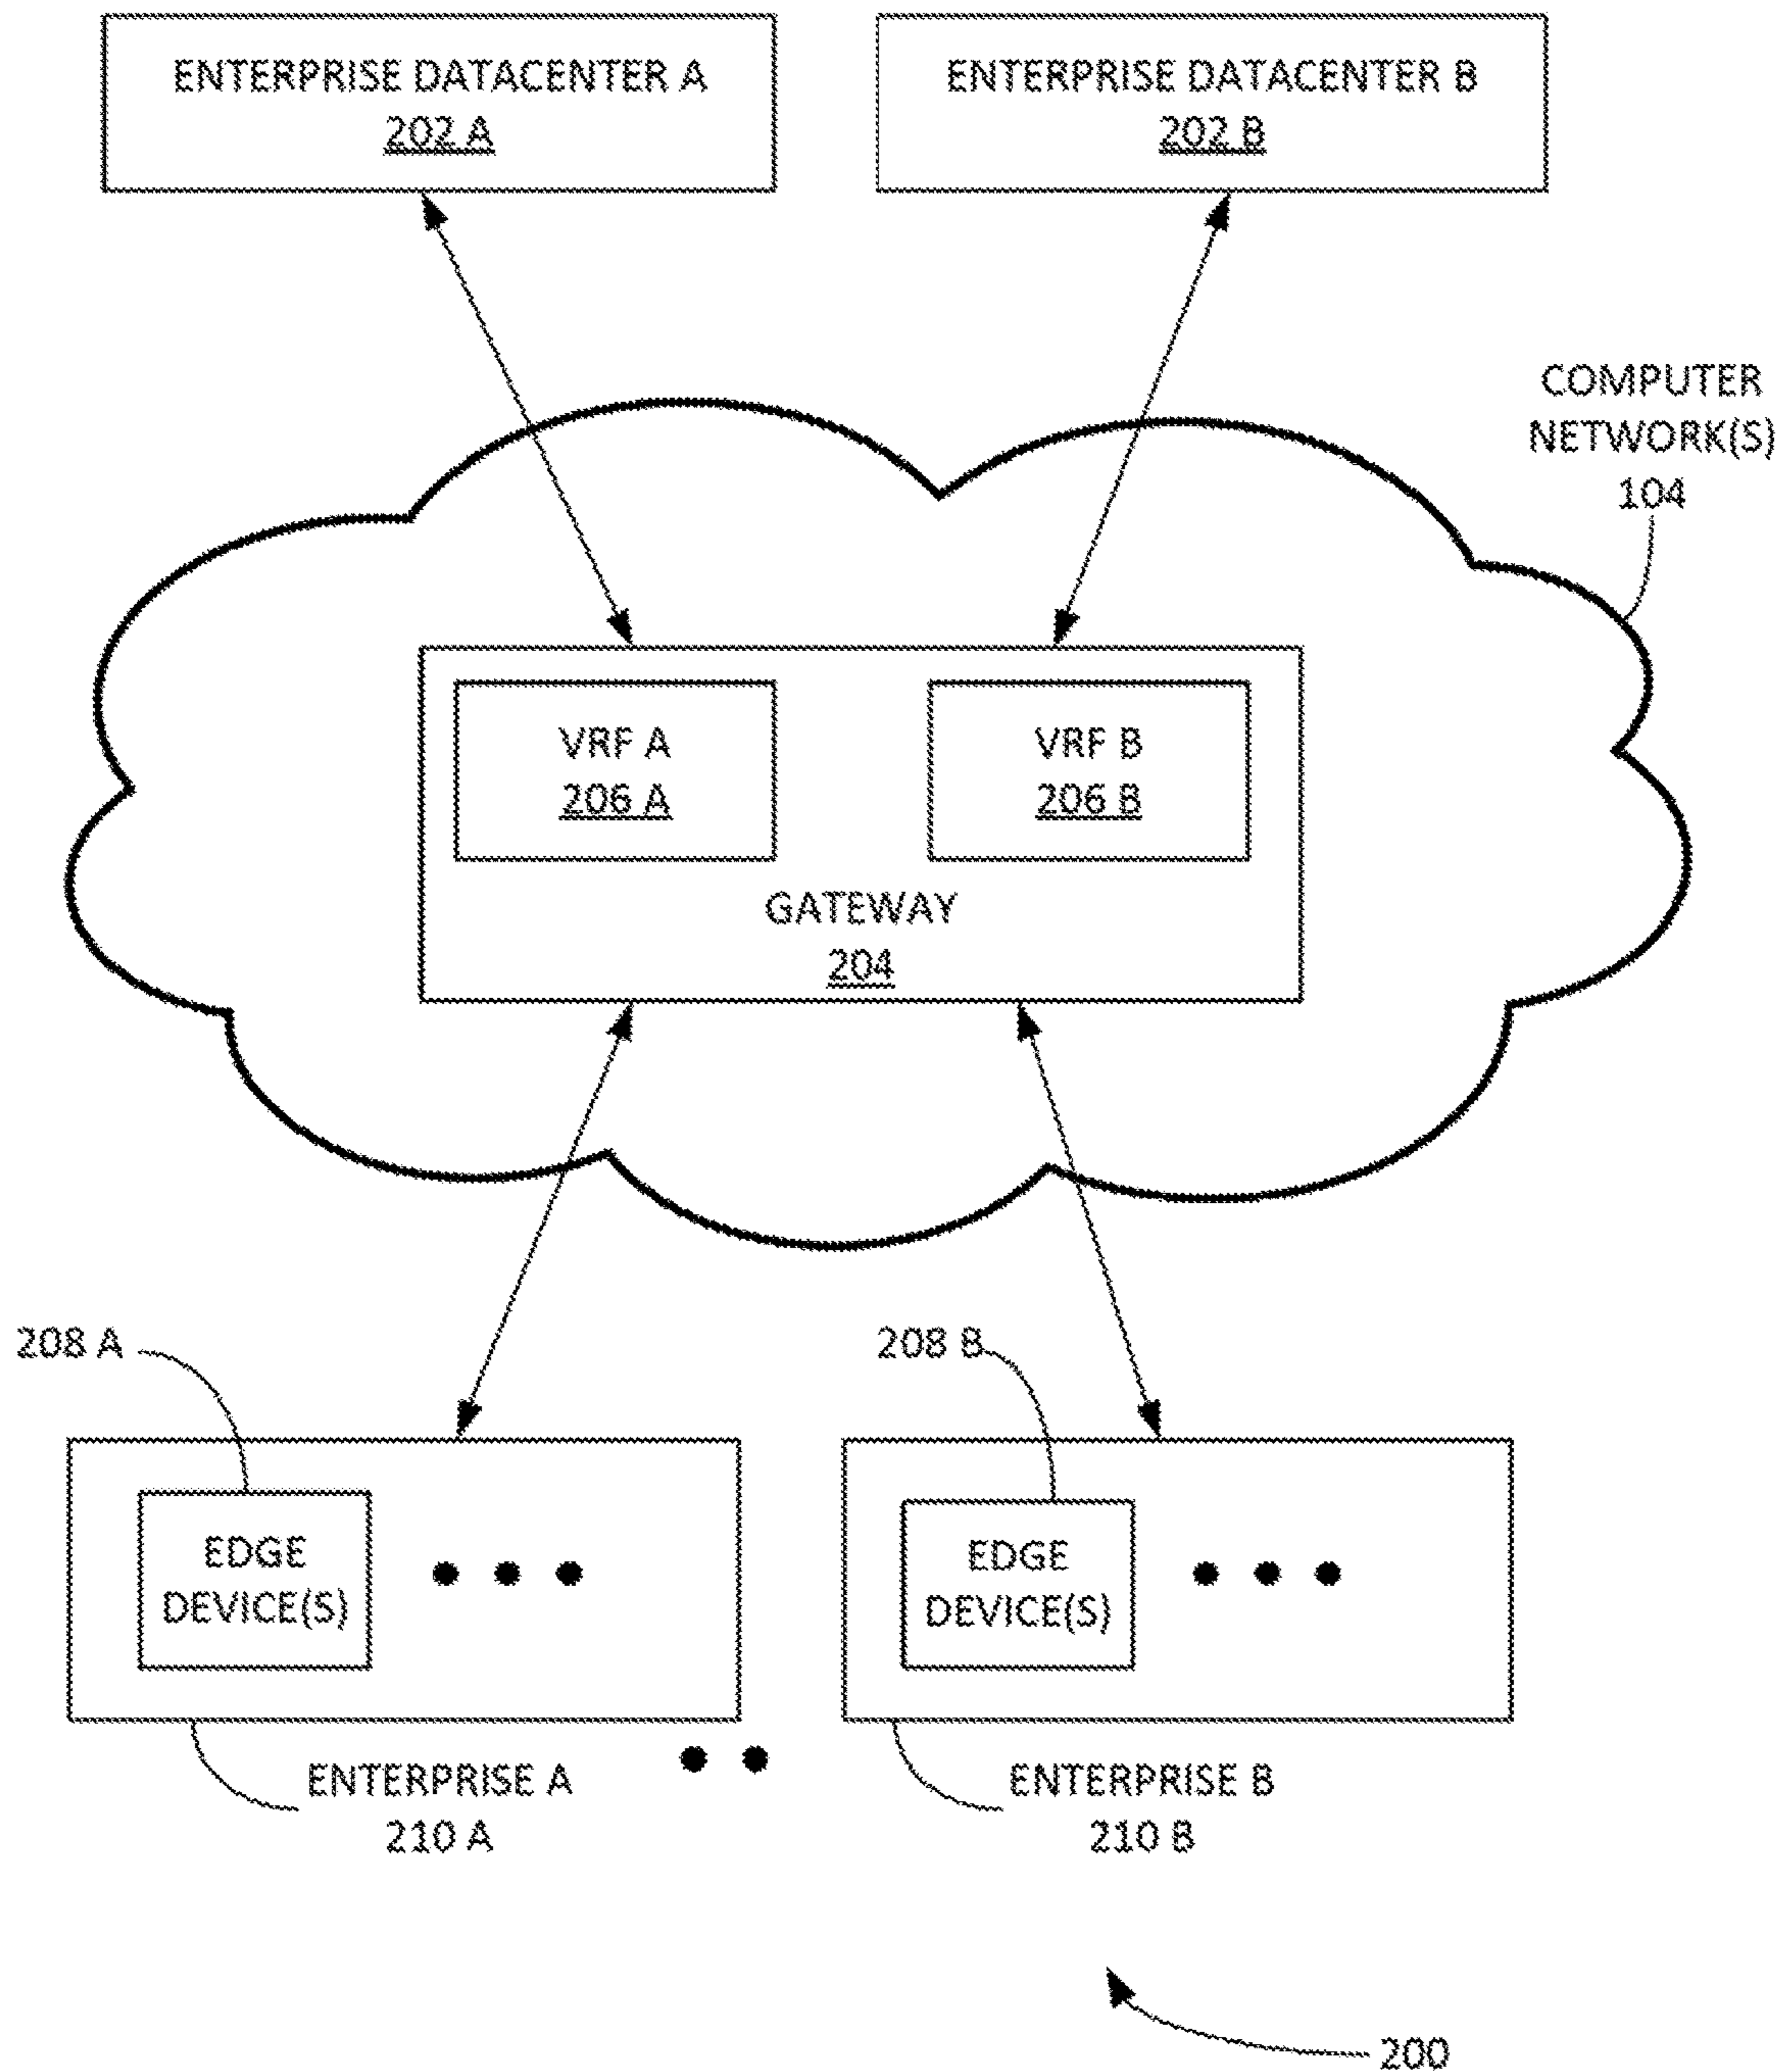 ENTERPRISE DATACENTER A
202 A
ENTERPRISE DATACENTER B
202 B
COMPUTER
NETWORK(S)
104
VRF A
206 A
VRF B
206 B
GATEWAY
204
208 A
208 B
EDGE
DEVICE(S)
EDGE
DEVICE(S)
ENTERPRISE A
210 A
ENTERPRISE B
210 B
200